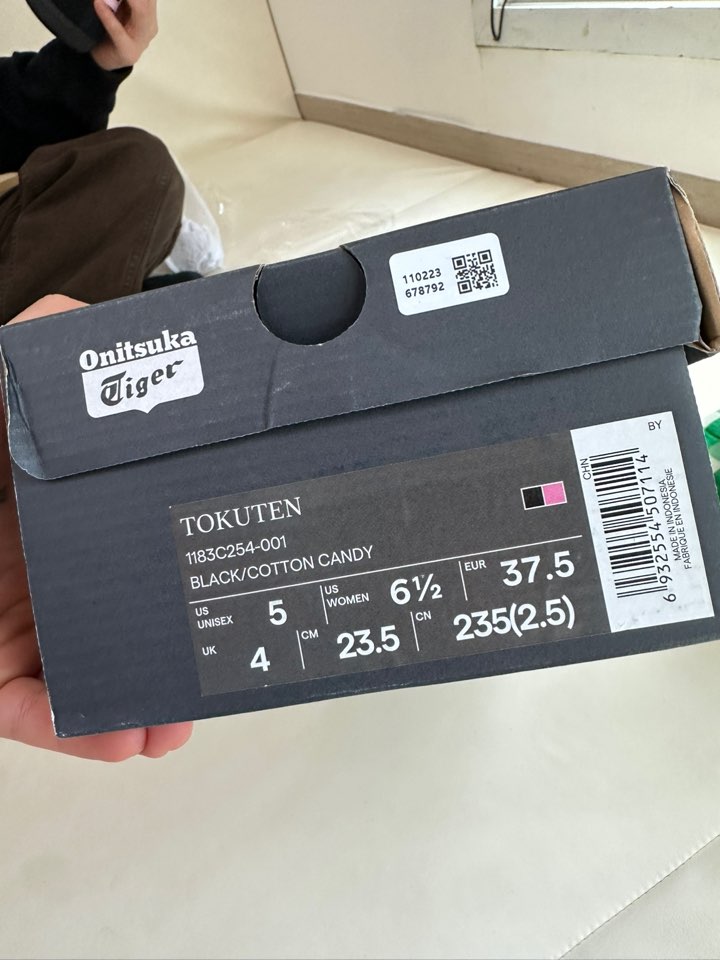 Onitsuka
Tiger
110223
678792
TOKUTEN
1183C254-001
BLACK/COTTON CANDY
US UNISEX 5
US WOMEN 6½
EUR 37.5
UK 4
CM 23.5
CN 235(2.5)
BY
CHN
6 932554 507114
MADE IN INDONESIA
FABRIQUE EN INDONESIE